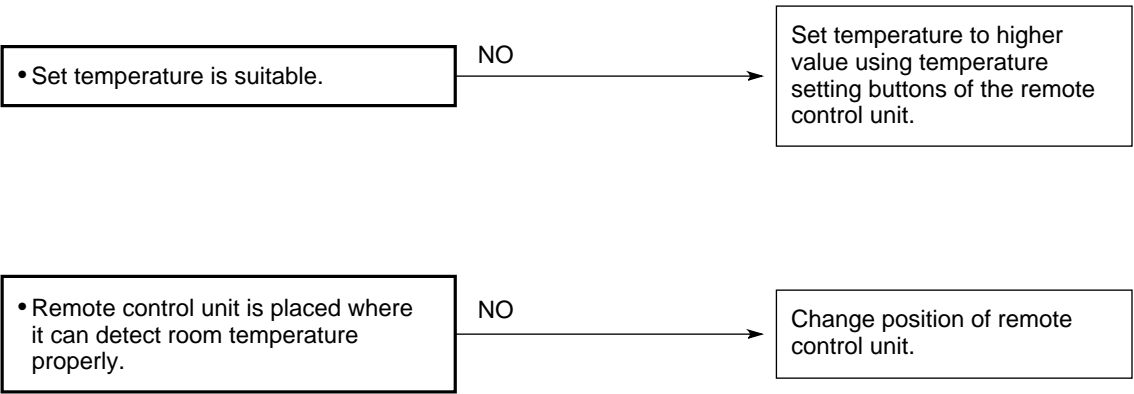 • Set temperature is suitable.
NO
Set temperature to higher
value using temperature
setting buttons of the remote
control unit.
• Remote control unit is placed where
it can detect room temperature
properly.
NO
Change position of remote
control unit.